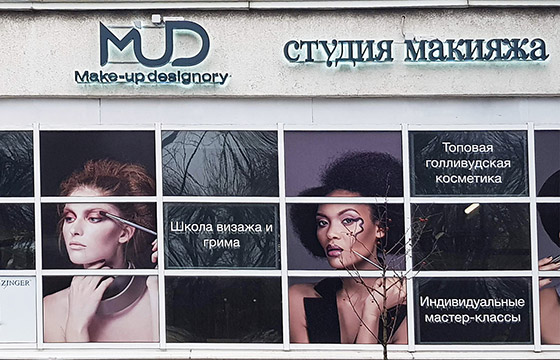 MUD
Make-up designory
студия макияжа
Топовая
голливудская
косметика
Школа визажа и
грима
ZINGER
Индивидуальные
мастер-классы